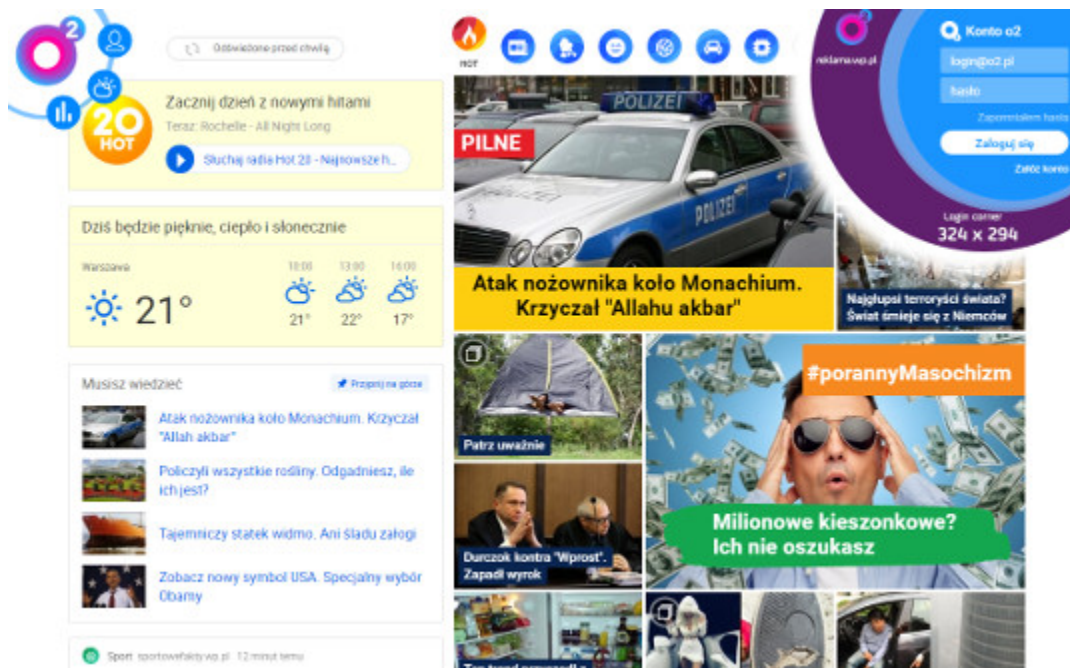 O2
Odświeżone przed chwilą
20
HOT
Zacznij dzień z nowymi hitami
Teraz: Rochelle - All Night Long
Słuchaj radia Hot 20 - Najnowsze h...
Dziś będzie pięknie, ciepło i słonecznie
Warszawa
21°
10:00 13:00 16:00
21° 22° 17°
Musisz wiedzieć
Przypnij na górze
Atak nożownika koło Monachium. Krzyczał
"Allah akbar"
Policzyli wszystkie rośliny. Odgadniesz, ile
ich jest?
Tajemniczy statek widmo. Ani śladu załogi
Zobacz nowy symbol USA. Specjalny wybór
Obamy
Sport sportowefakty.wp.pl 12 minut temu
HOT
POLIZEI
PILNE
POLIZEI
Atak nożownika koło Monachium.
Krzyczał "Allahu akbar"
reklama.wp.pl
Konto o2
login@o2.pl
hasło
Zapomniałem hasła
Zaloguj się
Załóż konto
Login corner
324 x 294
Najgłupsi terroryści świata?
Świat śmieje się z Niemców
Patrz uważnie
#porannyMasochizm
Milionowe kieszonkowe?
Ich nie oszukasz
Durczok kontra "Wprost".
Zapadł wyrok